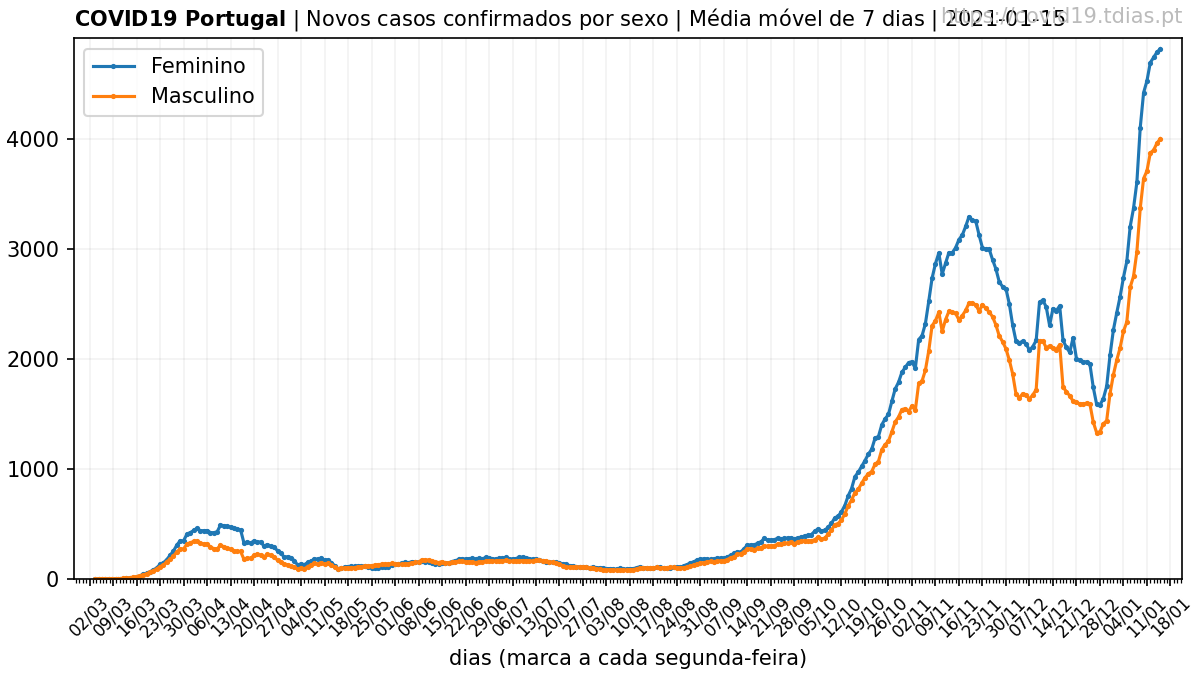 COVID19 Portugal | Novos casos confirmados por sexo | Média móvel de 7 dias | 2021-01-15
https://covid19.tdias.pt
Feminino
Masculino
4000
3000
2000
1000
0
02/03 09/03 16/03 23/03 30/03 06/04 13/04 20/04 27/04 04/05 11/05 18/05 25/05 01/06 08/06 15/06 22/06 29/06 06/07 13/07 20/07 27/07 03/08 10/08 17/08 24/08 31/08 07/09 14/09 21/09 28/09 05/10 12/10 19/10 26/10 02/11 09/11 16/11 23/11 30/11 07/12 14/12 21/12 28/12 04/01 11/01 18/01
dias (marca a cada segunda-feira)